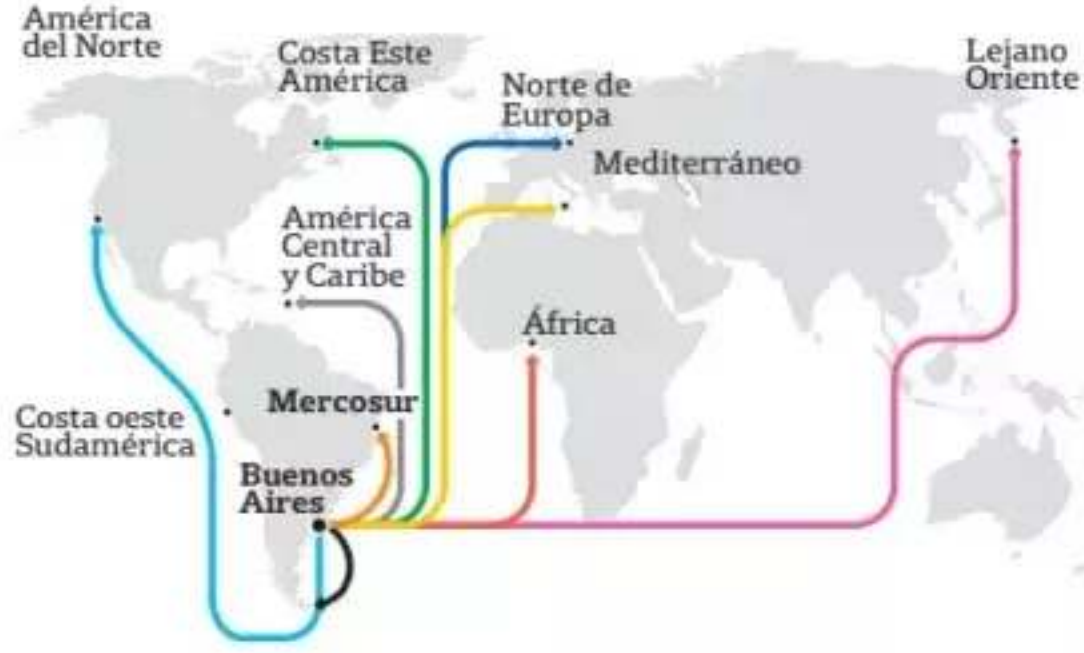 América
del Norte
Costa Este
América
Norte de
Europa
Lejano
Oriente
Mediterráneo
América
Central
y Caribe
África
Mercosur
Costa oeste
Sudamérica
Buenos
Aires